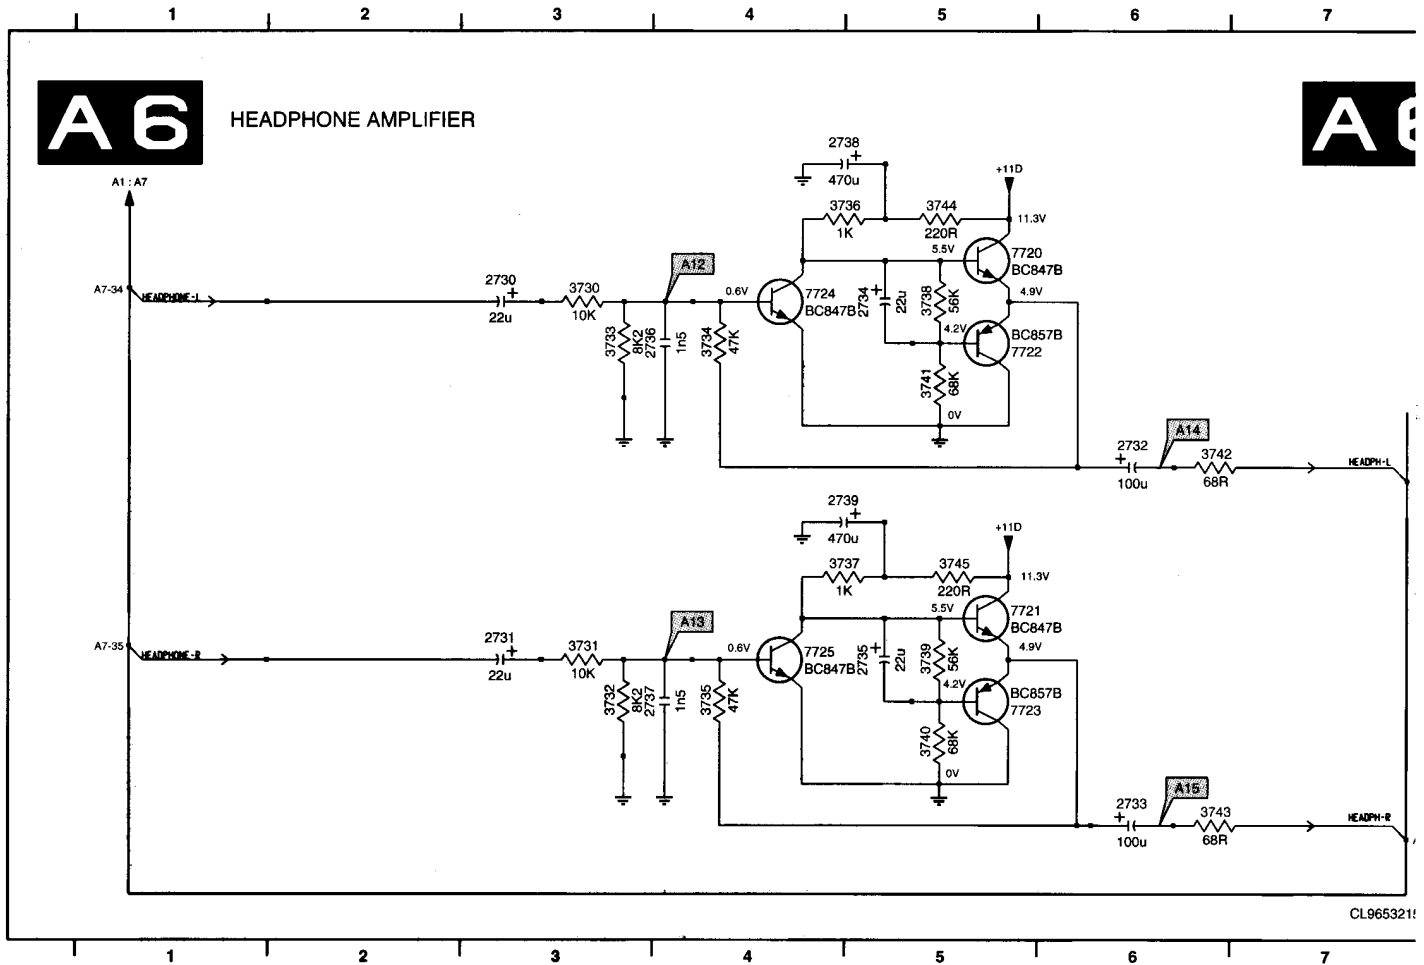 1 2 3 4 5 6 7
A6 HEADPHONE AMPLIFIER
A
A1:A7
2738
+
470u
+11D
3736
1K
3744
220R
11.3V
5.5V
7720
BC847B
A12
A7-34
HEADPHONE-L
2730
+
22u
3730
10K
0.6V
7724
BC847B
2734
+
22u
3738
56K
4.9V
3733
8K2
2736
1n5
3734
47K
4.2V
BC857B
7722
3741
68K
0V
A14
2732
+
100u
3742
68R
HEADPH-L
2739
+
470u
+11D
3737
1K
3745
220R
11.3V
5.5V
7721
BC847B
A13
A7-35
HEADPHONE-R
2731
+
22u
3731
10K
0.6V
7725
BC847B
2735
+
22u
3739
56K
4.9V
3732
8K2
2737
1n5
3735
47K
4.2V
BC857B
7723
3740
68K
0V
A15
2733
+
100u
3743
68R
HEADPH-R
CL965321
1 2 3 4 5 6 7